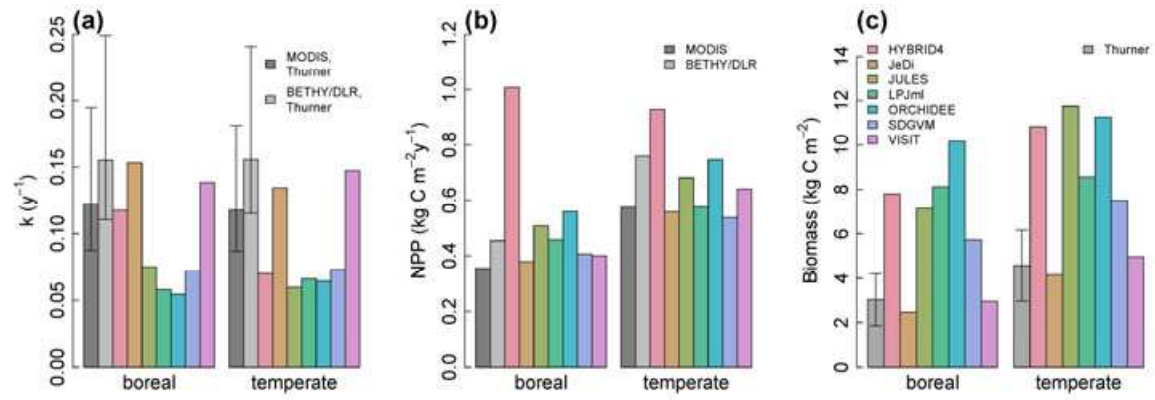 (a)
k (y⁻¹)
0.00 0.05 0.10 0.15 0.20 0.25
MODIS,
Thurner
BETHY/DLR,
Thurner
boreal temperate
(b)
NPP (kg C m⁻²y⁻¹)
0.0 0.2 0.4 0.6 0.8 1.0 1.2
MODIS
BETHY/DLR
boreal temperate
(c)
Biomass (kg C m⁻²)
0 2 4 6 8 10 12 14
HYBRID4
JeDi
JULES
LPJml
ORCHIDEE
SDGVM
VISIT
Thurner
boreal temperate